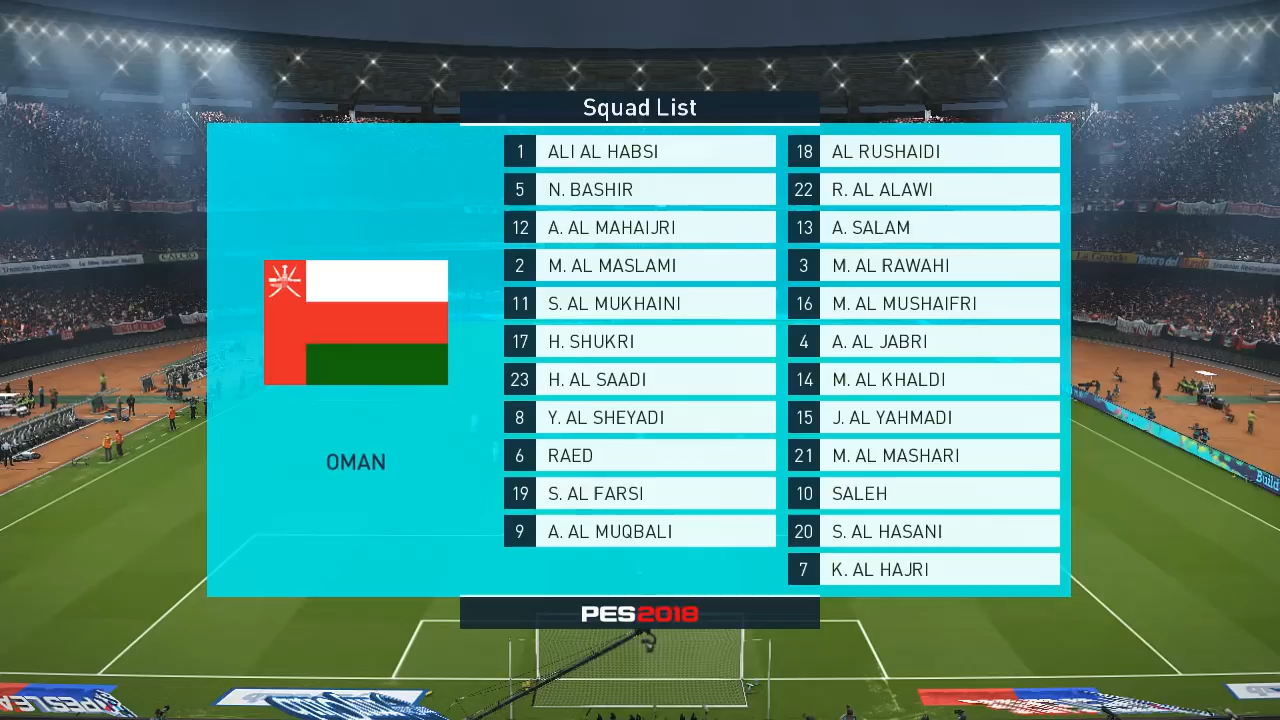 Squad List
1 ALI AL HABSI
5 N. BASHIR
12 A. AL MAHAIJRI
2 M. AL MASLAMI
11 S. AL MUKHAINI
17 H. SHUKRI
23 H. AL SAADI
8 Y. AL SHEYADI
6 RAED
19 S. AL FARSI
9 A. AL MUQBALI
18 AL RUSHAIDI
22 R. AL ALAWI
13 A. SALAM
3 M. AL RAWAHI
16 M. AL MUSHAIFRI
4 A. AL JABRI
14 M. AL KHALDI
15 J. AL YAHMADI
21 M. AL MASHARI
10 SALEH
20 S. AL HASANI
7 K. AL HAJRI
OMAN
PES2018
CALCIO
Build